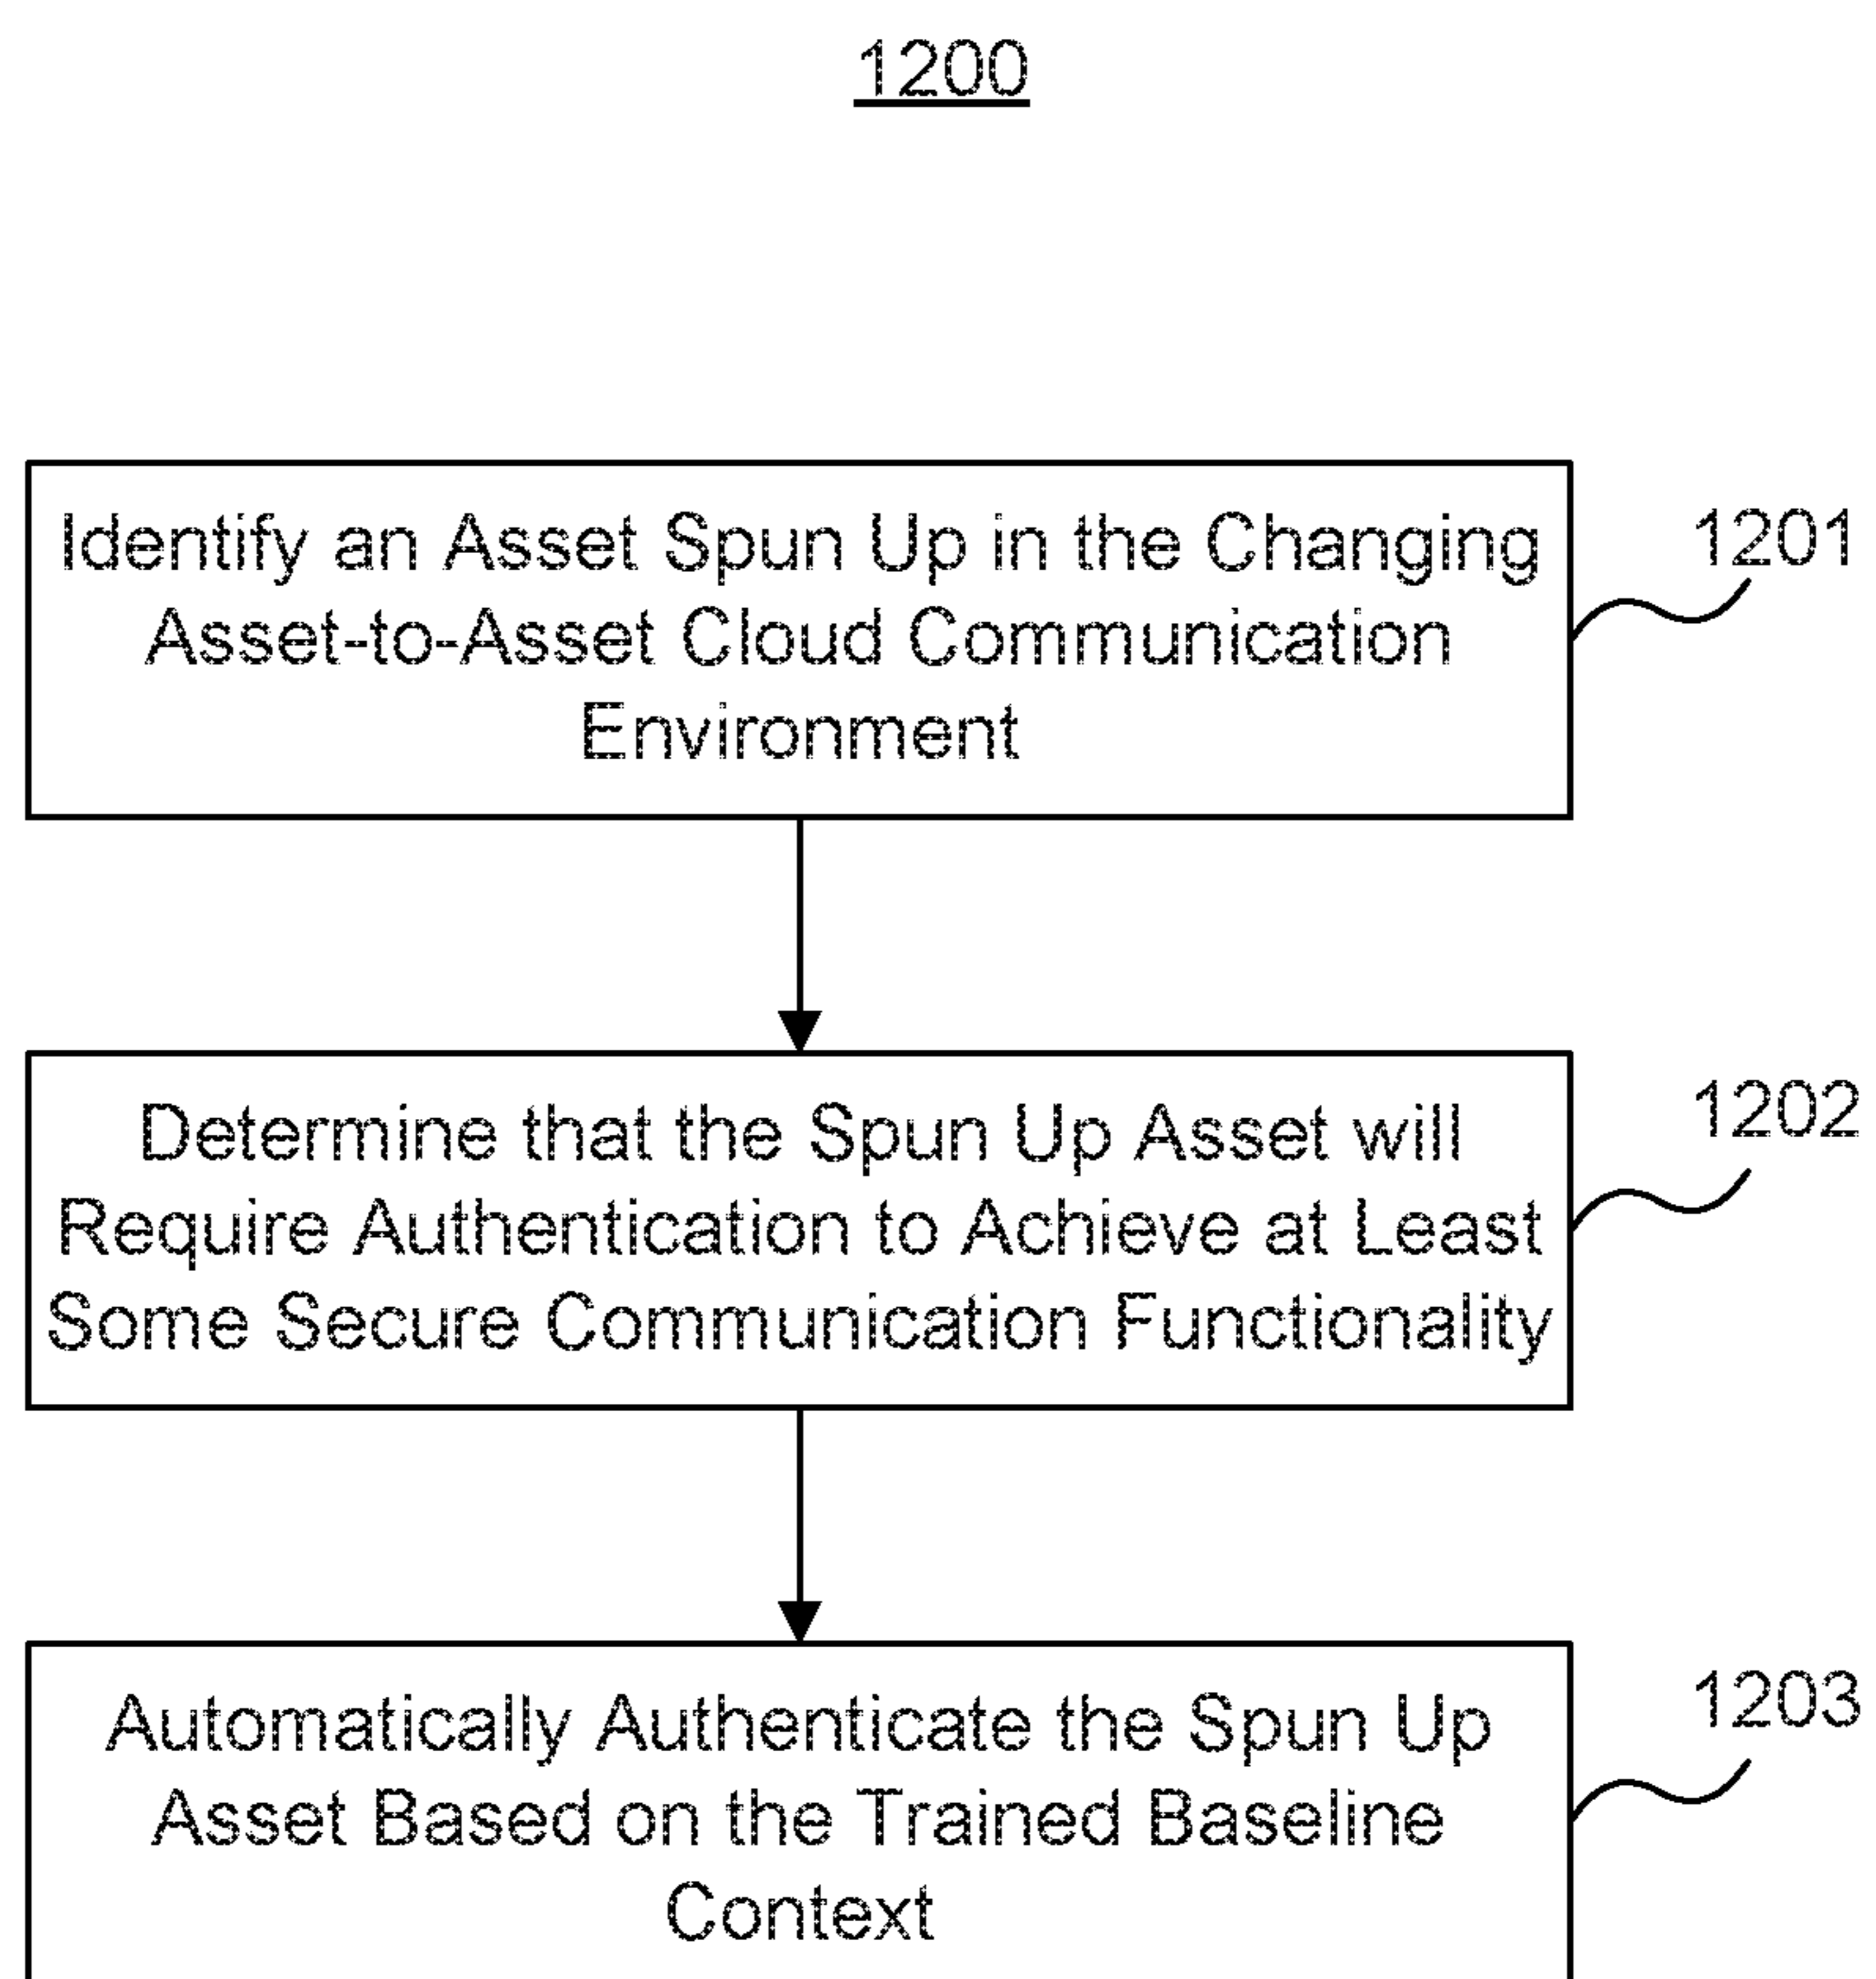 1200
Identify an Asset Spun Up in the Changing
Asset-to-Asset Cloud Communication
Environment
1201
Determine that the Spun Up Asset will
Require Authentication to Achieve at Least
Some Secure Communication Functionality
1202
Automatically Authenticate the Spun Up
Asset Based on the Trained Baseline
Context
1203